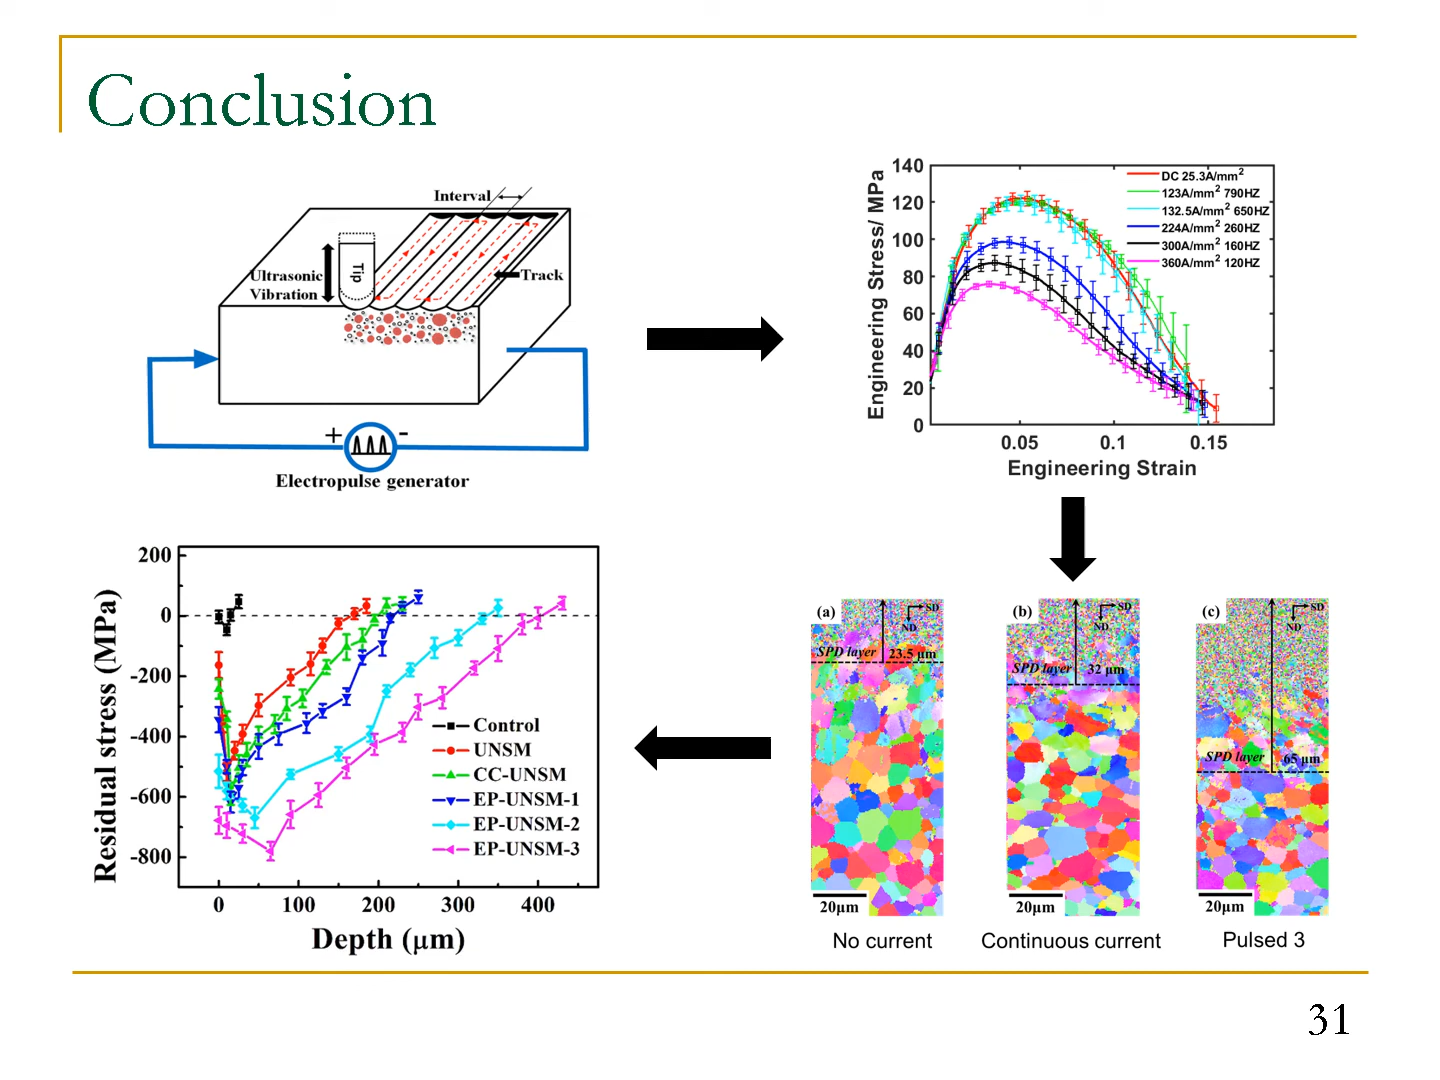 Conclusion
Interval
Ultrasonic
Vibration
Tip
Track
+ -
Electropulse generator
140
120
100
80
60
40
20
0
Engineering Stress/ MPa
DC 25.3A/mm²
123A/mm² 790HZ
132.5A/mm² 650HZ
224A/mm² 260HZ
300A/mm² 160HZ
360A/mm² 120HZ
0.05 0.1 0.15
Engineering Strain
200
0
-200
-400
-600
-800
Residual stress (MPa)
Control
UNSM
CC-UNSM
EP-UNSM-1
EP-UNSM-2
EP-UNSM-3
0 100 200 300 400
Depth (μm)
(a)
SD
ND
SPD layer 23.5 μm
20μm
No current
(b)
SD
ND
SPD layer 32 μm
20μm
Continuous current
(c)
SD
ND
SPD layer 65 μm
20μm
Pulsed 3
31